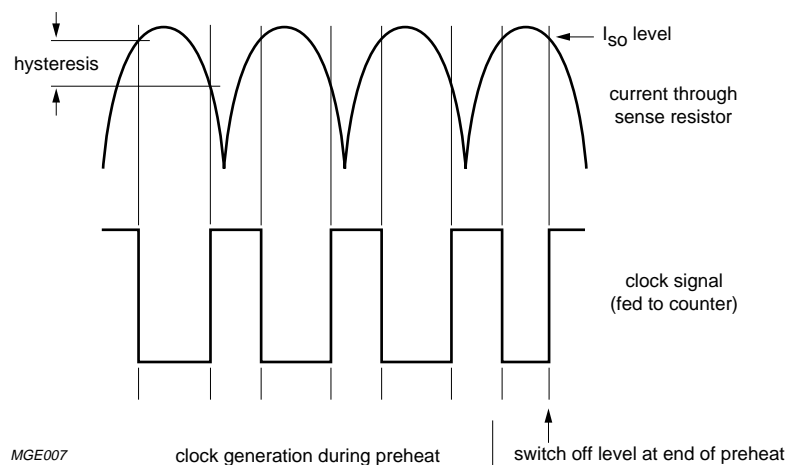 I_SO level
hysteresis
current through
sense resistor
clock signal
(fed to counter)
MGE007
clock generation during preheat
switch off level at end of preheat